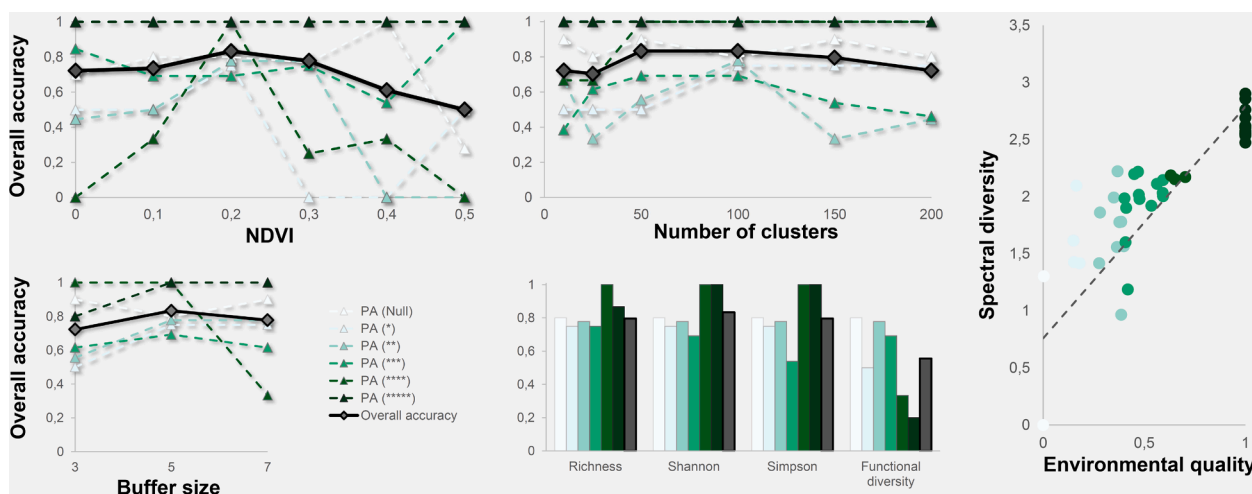 Overall accuracy
1
0,8
0,6
0,4
0,2
0
0 0,1 0,2 0,3 0,4 0,5
NDVI
1
0,8
0,6
0,4
0,2
0
0 50 100 150 200
Number of clusters
Overall accuracy
1
0,8
0,6
0,4
0,2
0
3 5 7
Buffer size
PA (Null)
PA (*)
PA (**)
PA (***)
PA (****)
PA (*****)
Overall accuracy
1
0,8
0,6
0,4
0,2
0
Richness Shannon Simpson Functional
diversity
Spectral diversity
3,5
3
2,5
2
1,5
1
0,5
0
0 0,5 1
Environmental quality